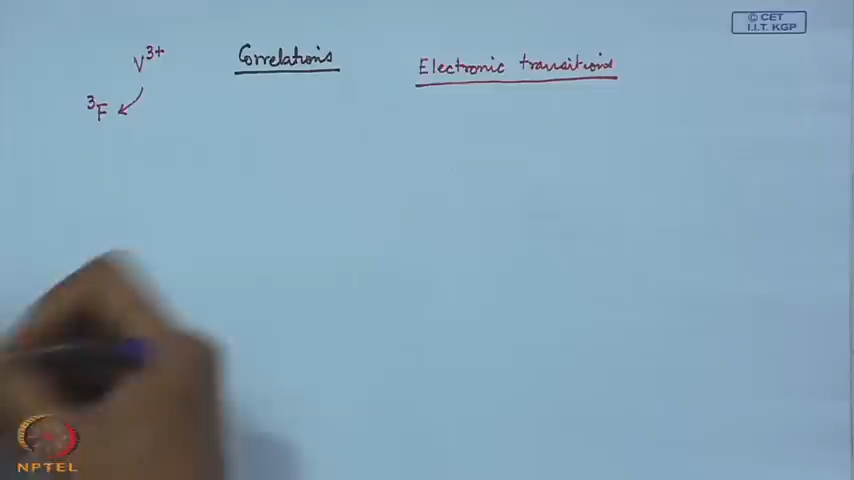 © CET
I.I.T. KGP
V³⁺ Correlations Electronic transitions
³F
NPTEL